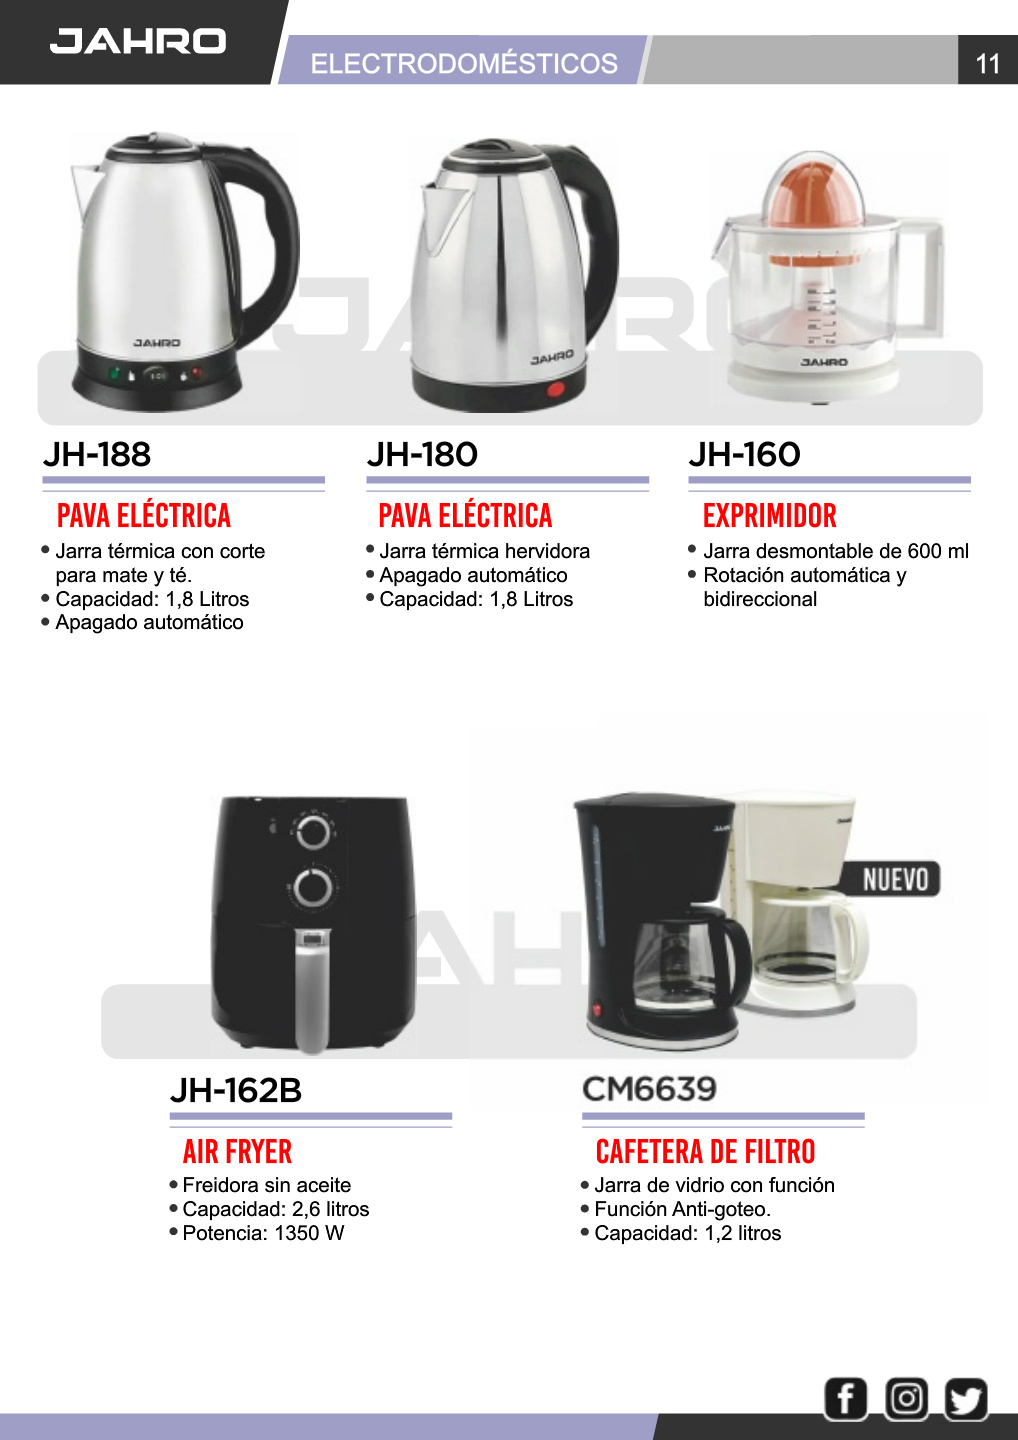 JAHRO
ELECTRODOMÉSTICOS
11
JAHRO
JAHRO
JAHRO
JAHRO
JH-188
JH-180
JH-160
PAVA ELÉCTRICA
Jarra térmica con corte
para mate y té.
Capacidad: 1,8 Litros
Apagado automático
PAVA ELÉCTRICA
Jarra térmica hervidora
Apagado automático
Capacidad: 1,8 Litros
EXPRIMIDOR
Jarra desmontable de 600 ml
Rotación automática y
bidireccional
JAHRO
NUEVO
JH-162B
CM6639
AIR FRYER
Freidora sin aceite
Capacidad: 2,6 litros
Potencia: 1350 W
CAFETERA DE FILTRO
Jarra de vidrio con función
Función Anti-goteo.
Capacidad: 1,2 litros